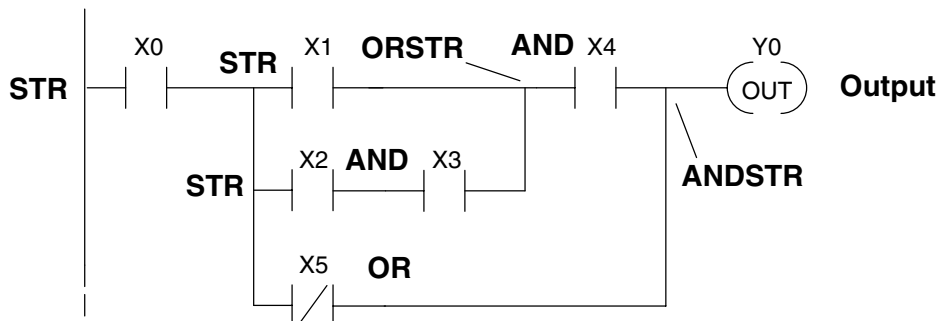 X0 X1 ORSTR AND X4 Y0
STR STR OUT Output
X2 AND X3
STR ANDSTR
X5 OR